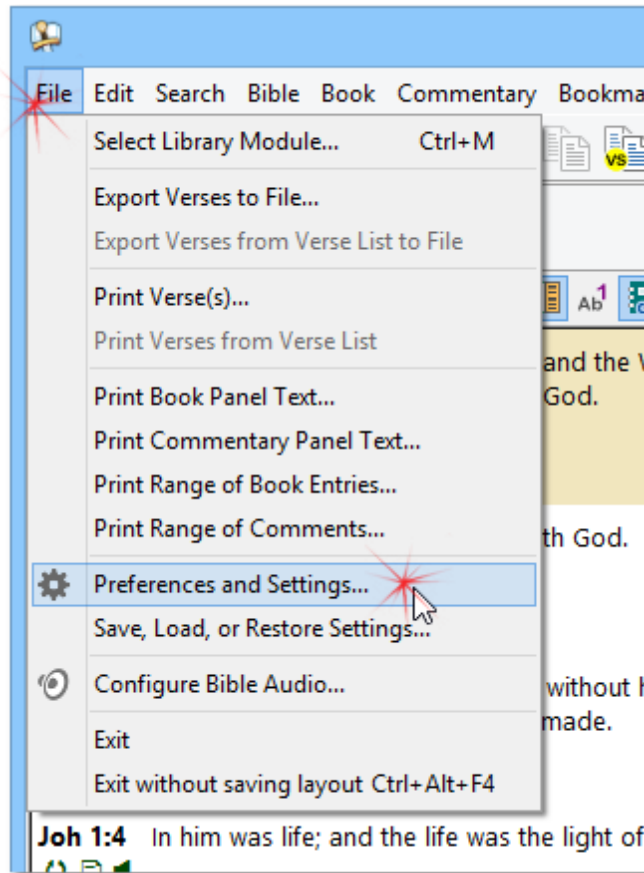 File Edit Search Bible Book Commentary
Select Library Module... Ctrl+M
VS
Export Verses to File...
Export Verses from Verse List to File
Print Verse(s)...
Ab1
Print Verses from Verse List
and the
Print Book Panel Text...
God.
Print Commentary Panel Text...
Print Range of Book Entries...
Print Range of Comments...
th God.
Preferences and Settings...
Save, Load, or Restore Settings...
Configure Bible Audio...
without
made.
Exit
Exit without saving layout Ctrl+Alt+F4
Joh 1:4 In him was life; and the life was the light of